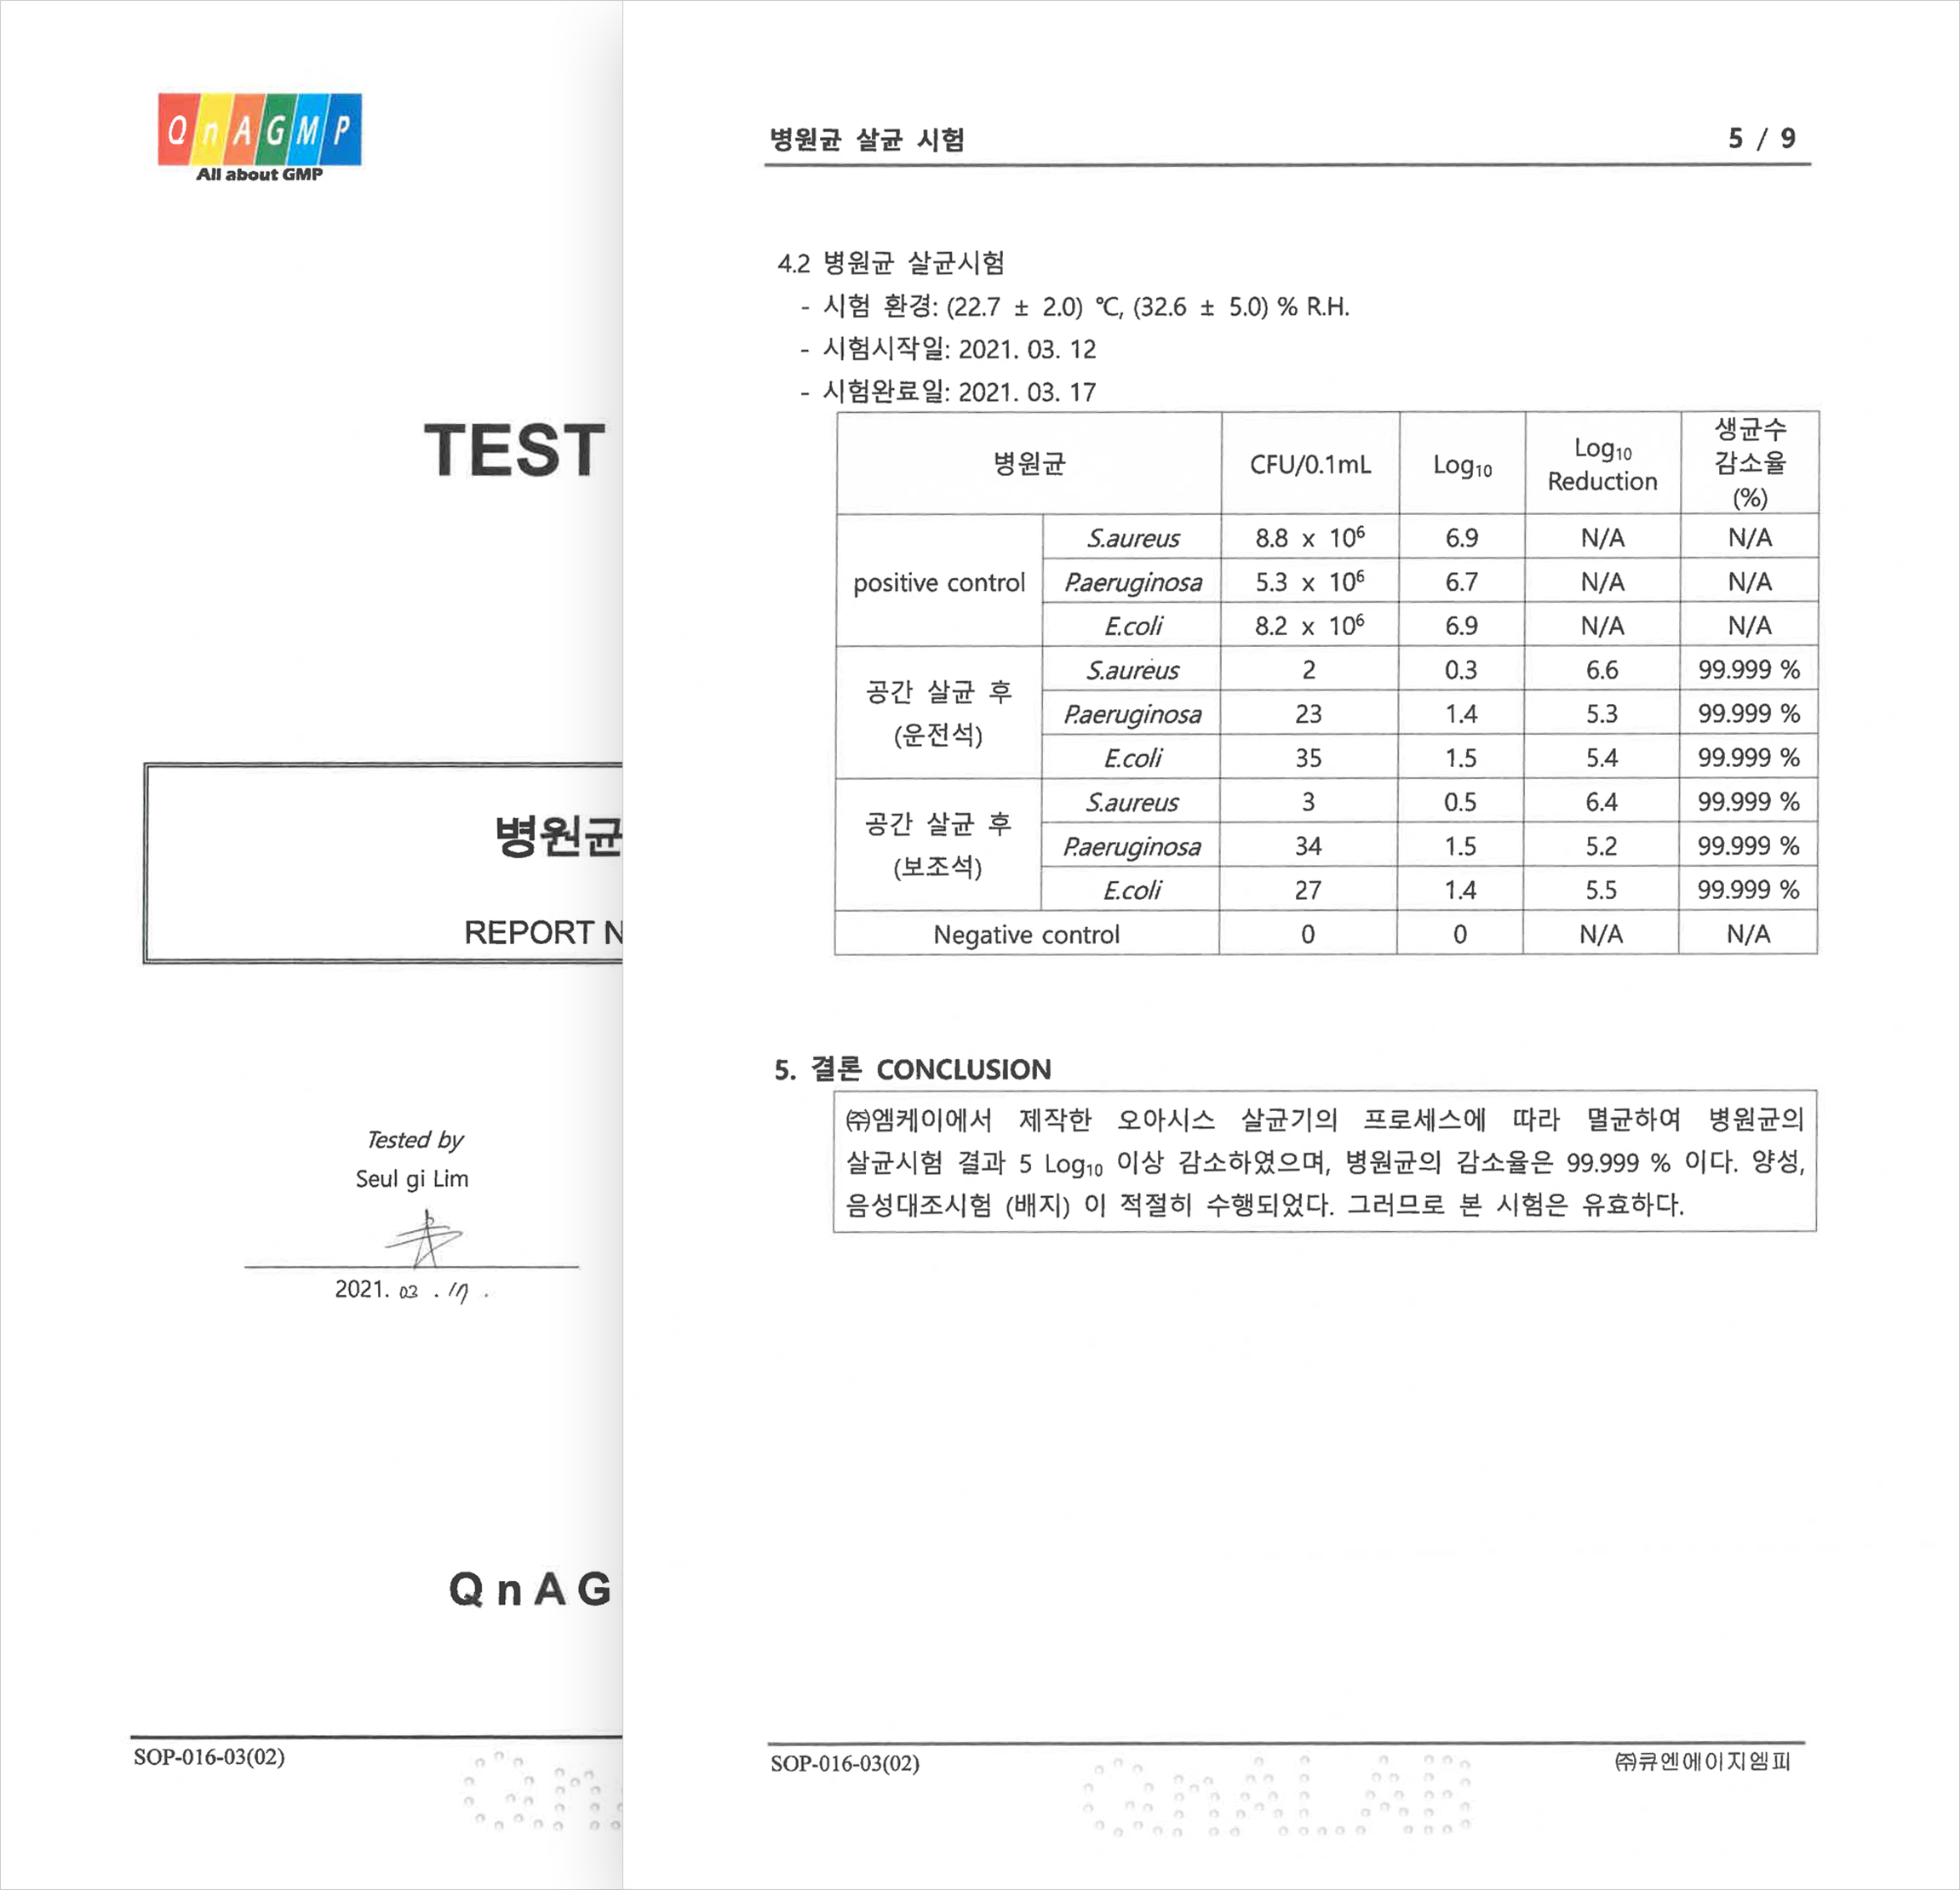 QnAGMP
All about GMP
TEST
병원균
REPORT N
Tested by
Seul gi Lim
2021. 03 . 17 .
QnAG
SOP-016-03(02)
병원균 살균 시험 5 / 9
4.2 병원균 살균시험
- 시험 환경: (22.7 ± 2.0) ℃, (32.6 ± 5.0) % R.H.
- 시험시작일: 2021. 03. 12
- 시험완료일: 2021. 03. 17
병원균 CFU/0.1mL Log₁₀ Log₁₀ Reduction 생균수 감소율 (%)
positive control S.aureus 8.8 x 10⁶ 6.9 N/A N/A
P.aeruginosa 5.3 x 10⁶ 6.7 N/A N/A
E.coli 8.2 x 10⁶ 6.9 N/A N/A
공간 살균 후 (운전석) S.aureus 2 0.3 6.6 99.999 %
P.aeruginosa 23 1.4 5.3 99.999 %
E.coli 35 1.5 5.4 99.999 %
공간 살균 후 (보조석) S.aureus 3 0.5 6.4 99.999 %
P.aeruginosa 34 1.5 5.2 99.999 %
E.coli 27 1.4 5.5 99.999 %
Negative control 0 0 N/A N/A
5. 결론 CONCLUSION
㈜엠케이에서 제작한 오아시스 살균기의 프로세스에 따라 멸균하여 병원균의
살균시험 결과 5 Log₁₀ 이상 감소하였으며, 병원균의 감소율은 99.999 % 이다. 양성,
음성대조시험 (배지) 이 적절히 수행되었다. 그러므로 본 시험은 유효하다.
SOP-016-03(02) ㈜큐엔에이지엠피
QnALAB